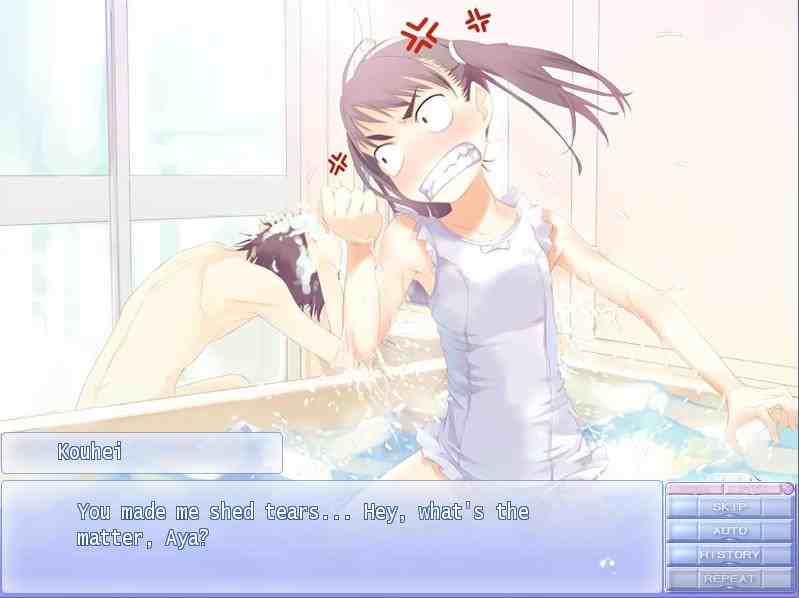 Kouhei
You made me shed tears... Hey, what's the
matter, Aya?
SKIP
AUTO
HISTORY
REPEAT